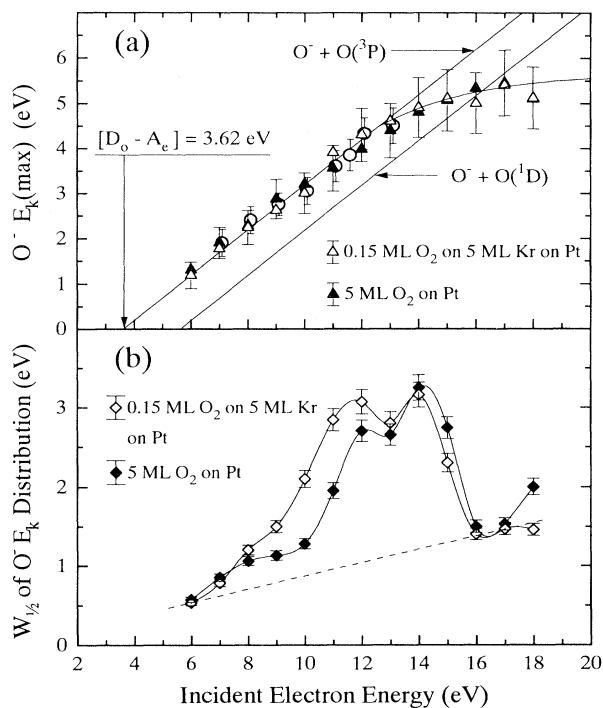 (a)
O⁻ + O(³P)
[Dₒ - Aₑ] = 3.62 eV
O⁻ + O(¹D)
0.15 ML O₂ on 5 ML Kr on Pt
5 ML O₂ on Pt
O⁻ Eₖ(max) (eV)
6
5
4
3
2
1
0
(b)
0.15 ML O₂ on 5 ML Kr
on Pt
5 ML O₂ on Pt
W½ of O⁻Eₖ Distribution (eV)
3
2
1
0
2 4 6 8 10 12 14 16 18 20
Incident Electron Energy (eV)